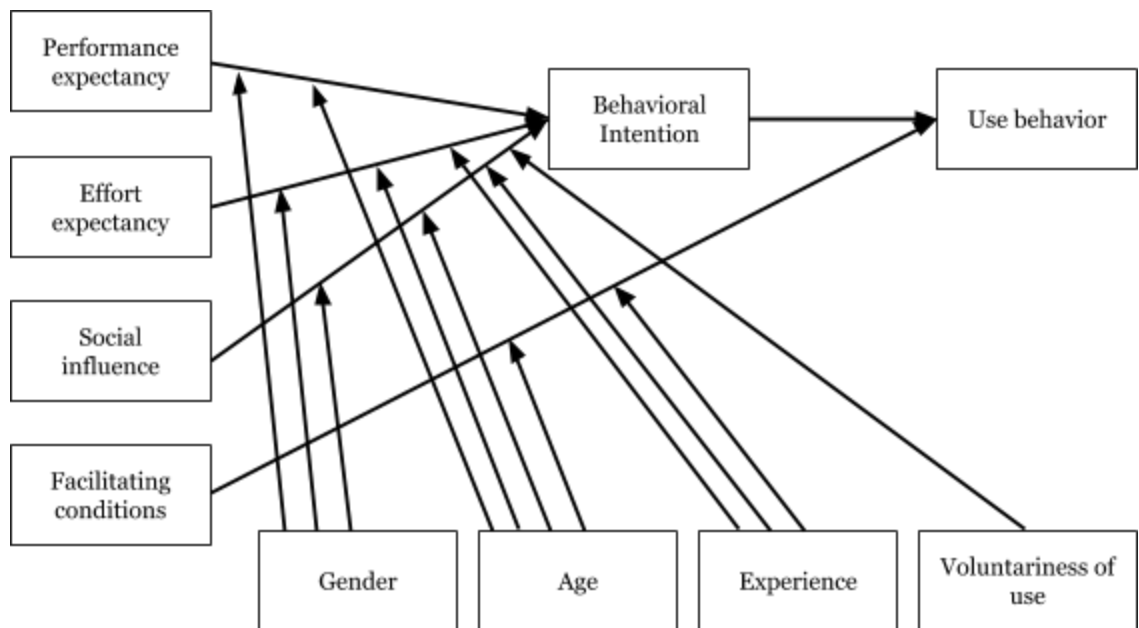 Performance
expectancy
Behavioral
Intention
Use behavior
Effort
expectancy
Social
influence
Facilitating
conditions
Gender
Age
Experience
Voluntariness of
use